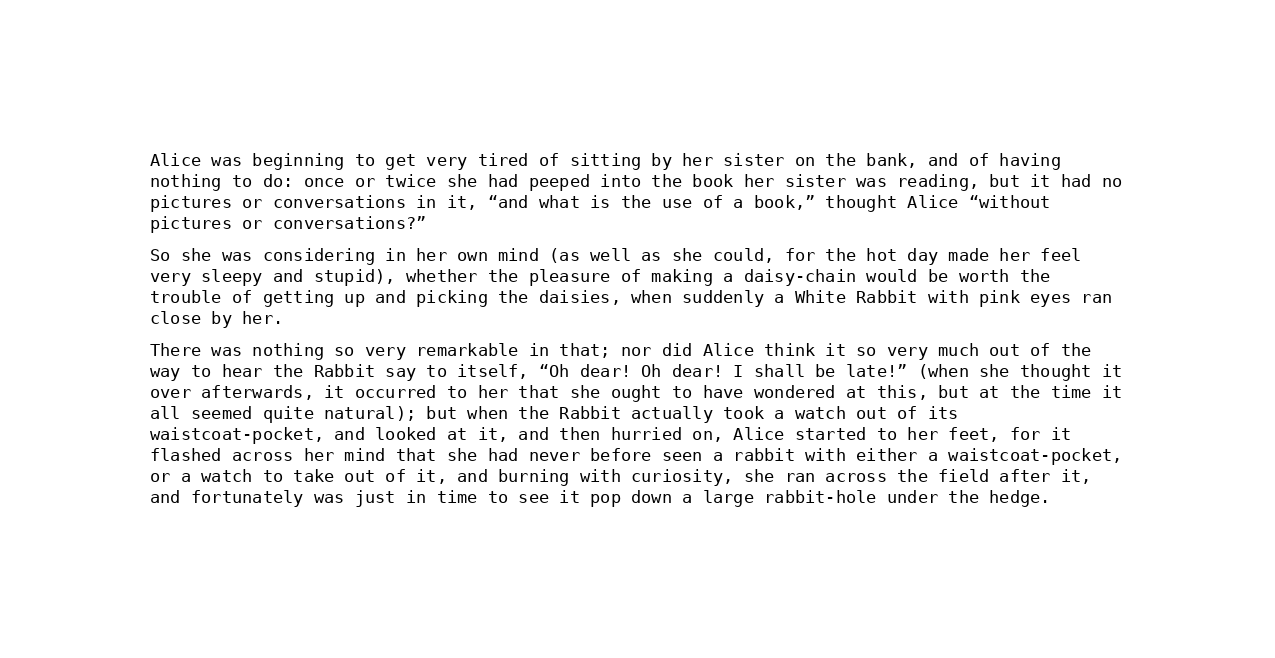 Alice was beginning to get very tired of sitting by her sister on the bank, and of having
nothing to do: once or twice she had peeped into the book her sister was reading, but it had no
pictures or conversations in it, “and what is the use of a book,” thought Alice “without
pictures or conversations?”
So she was considering in her own mind (as well as she could, for the hot day made her feel
very sleepy and stupid), whether the pleasure of making a daisy-chain would be worth the
trouble of getting up and picking the daisies, when suddenly a White Rabbit with pink eyes ran
close by her.
There was nothing so very remarkable in that; nor did Alice think it so very much out of the
way to hear the Rabbit say to itself, “Oh dear! Oh dear! I shall be late!” (when she thought it
over afterwards, it occurred to her that she ought to have wondered at this, but at the time it
all seemed quite natural); but when the Rabbit actually took a watch out of its
waistcoat-pocket, and looked at it, and then hurried on, Alice started to her feet, for it
flashed across her mind that she had never before seen a rabbit with either a waistcoat-pocket,
or a watch to take out of it, and burning with curiosity, she ran across the field after it,
and fortunately was just in time to see it pop down a large rabbit-hole under the hedge.